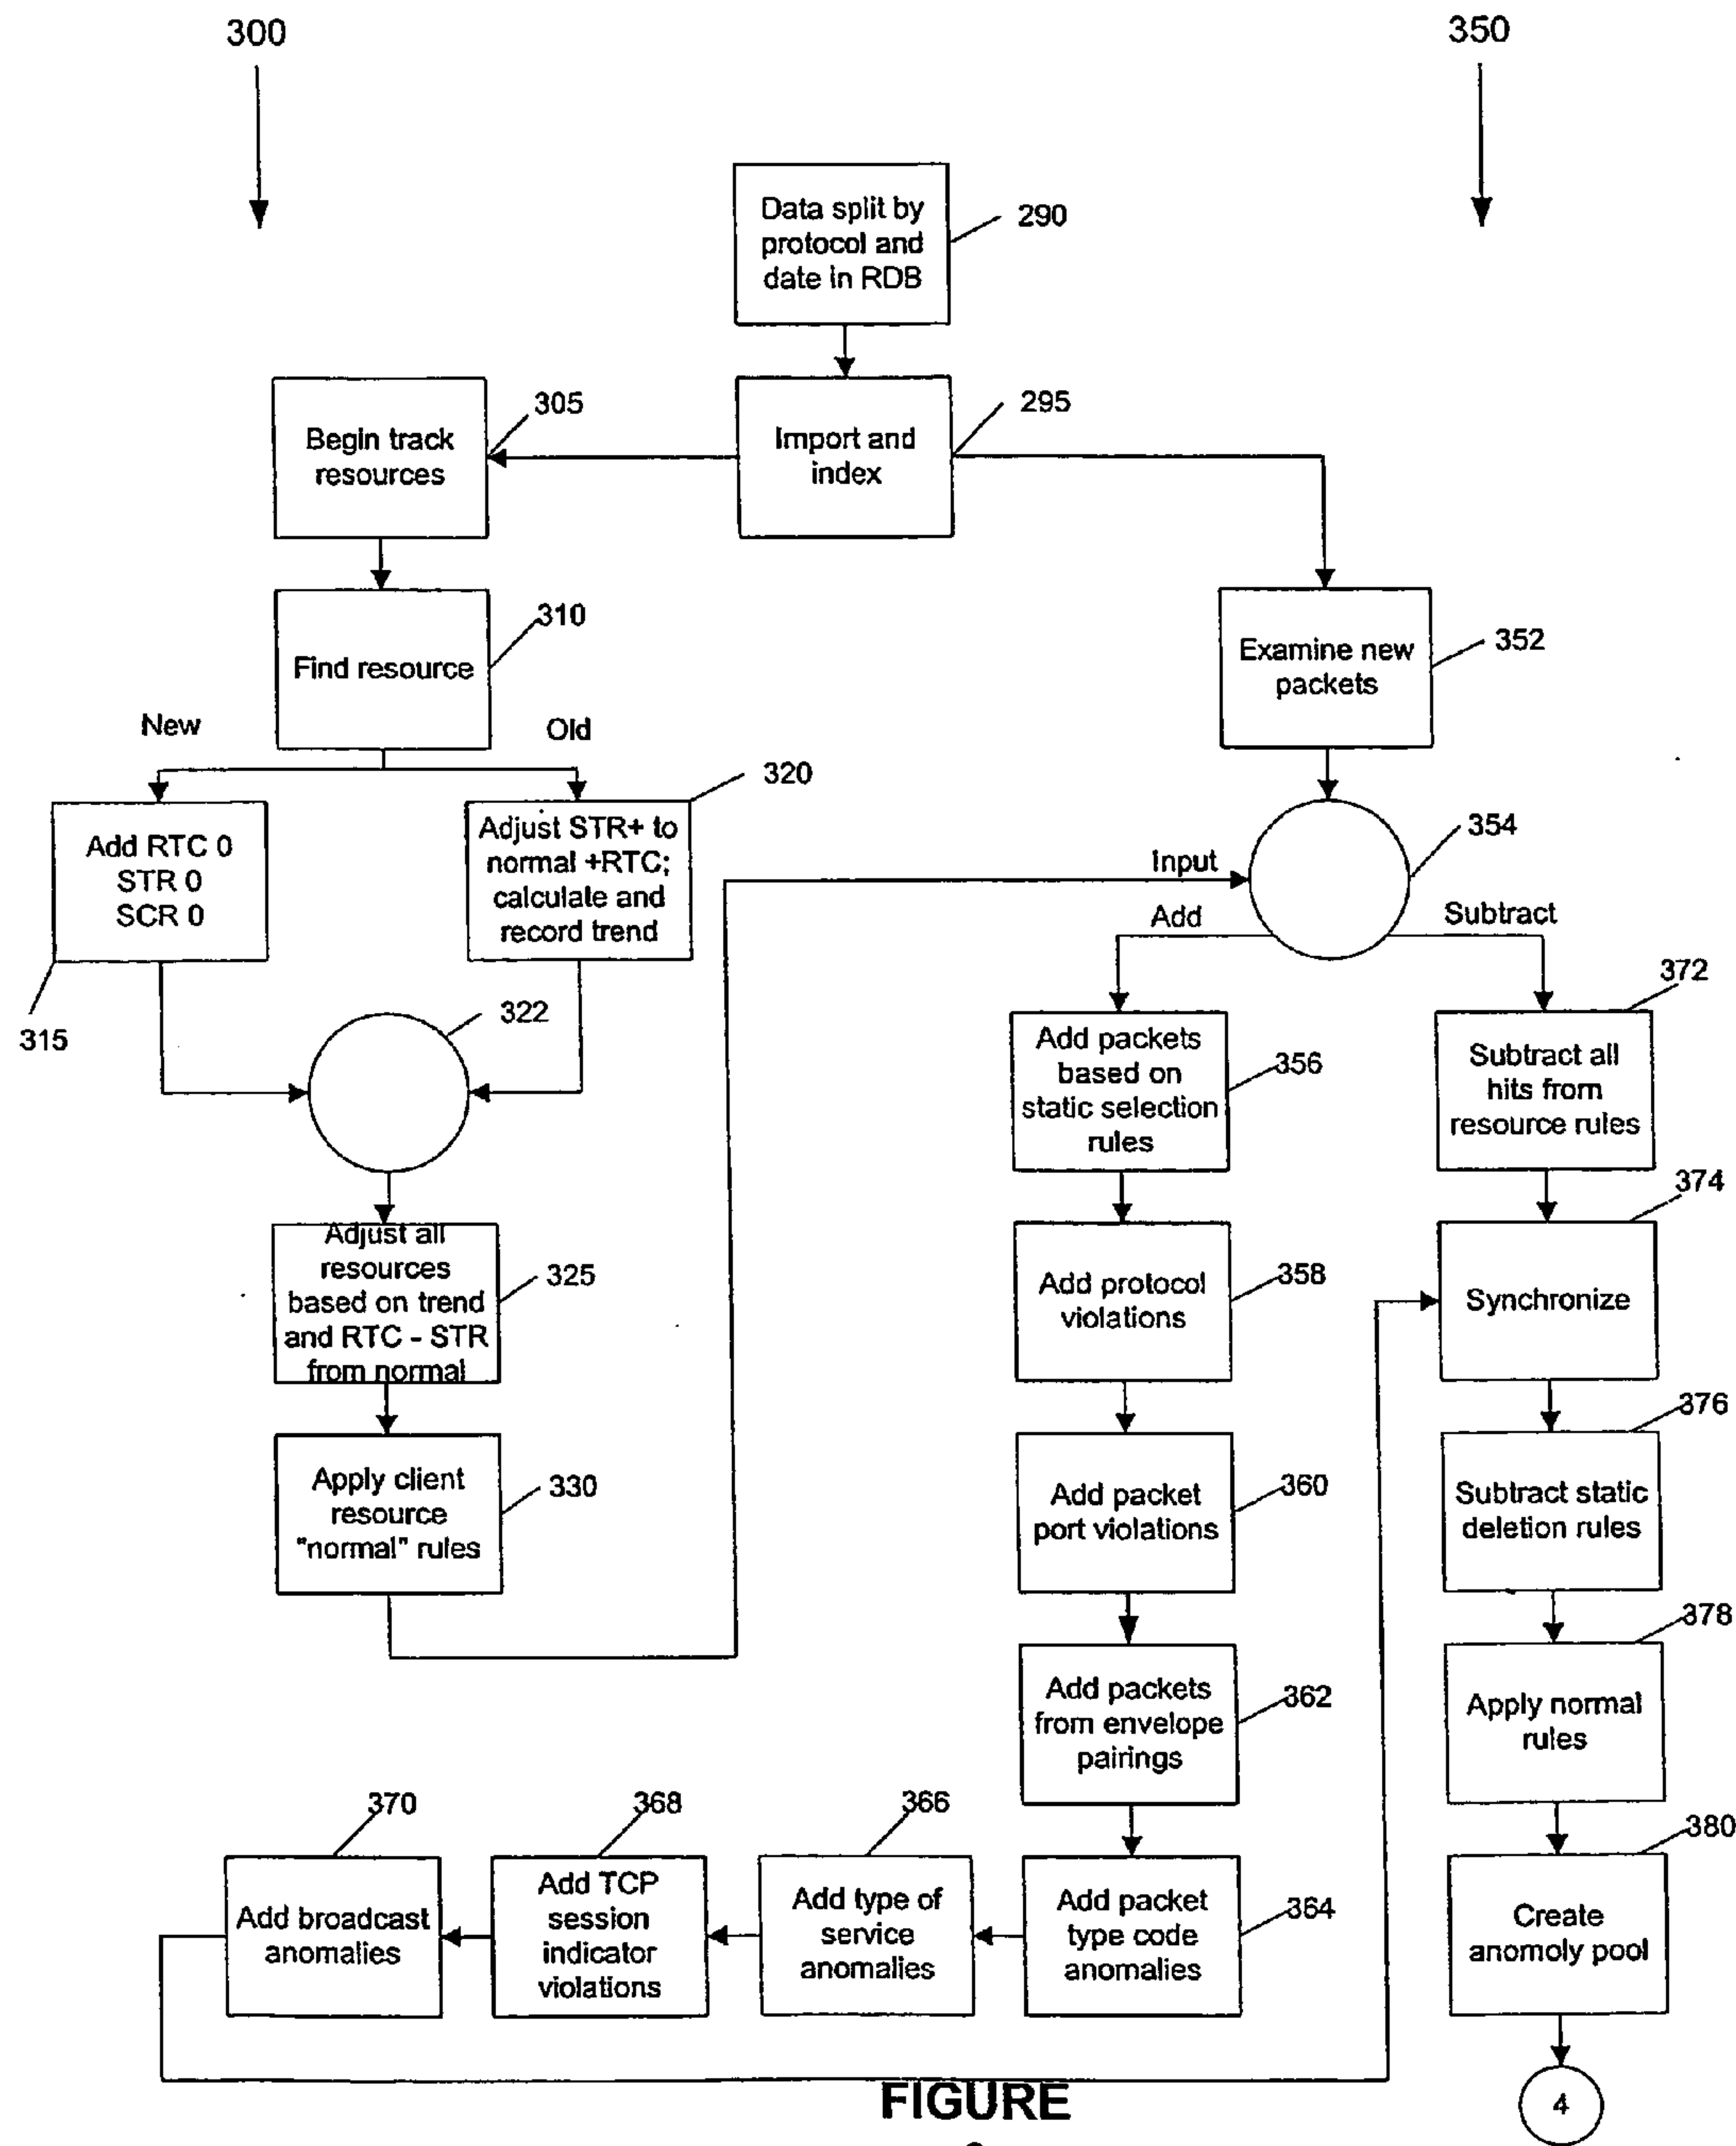 300
350
Data split by
protocol and
date in RDB
290
Begin track
resources
305
Import and
index
295
Find resource
310
Examine new
packets
352
New
Old
320
Add RTC 0
STR 0
SCR 0
315
Adjust STR+ to
normal +RTC;
calculate and
record trend
Input
354
Add
Subtract
322
Add packets
based on
static selection
rules
356
372
Subtract all
hits from
resource rules
Adjust all
resources
based on trend
and RTC - STR
from normal
325
Add protocol
violations
358
374
Synchronize
Apply client
resource
"normal" rules
330
Add packet
port violations
360
376
Subtract static
deletion rules
Add packets
from envelope
pairings
362
378
Apply normal
rules
370
Add broadcast
anomalies
368
Add TCP
session
indicator
violations
366
Add type of
service
anomalies
Add packet
type code
anomalies
364
380
Create
anomoly pool
FIGURE
4